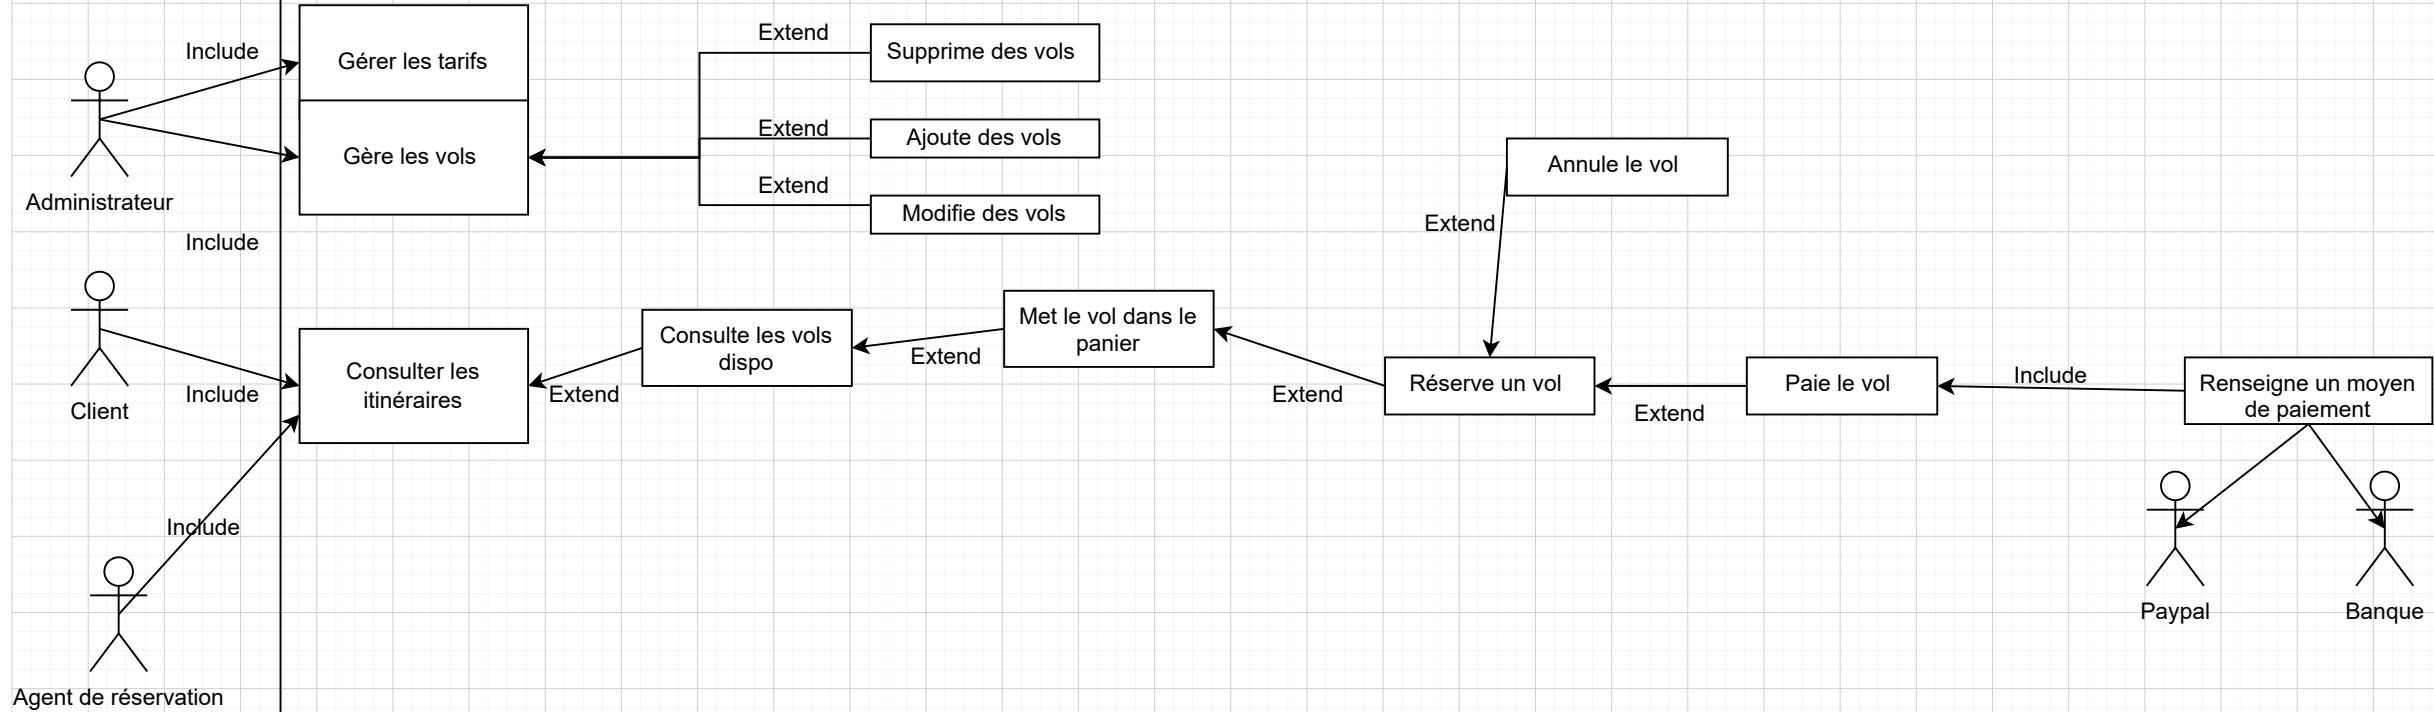 Include
Gérer les tarifs
Gère les vols
Administrateur
Extend
Supprime des vols
Extend
Ajoute des vols
Extend
Modifie des vols
Include
Client
Include
Consulter les
itinéraires
Extend
Consulte les vols
dispo
Extend
Met le vol dans le
panier
Extend
Annule le vol
Extend
Réserve un vol
Extend
Paie le vol
Include
Renseigne un moyen
de paiement
Include
Agent de réservation
Paypal
Banque